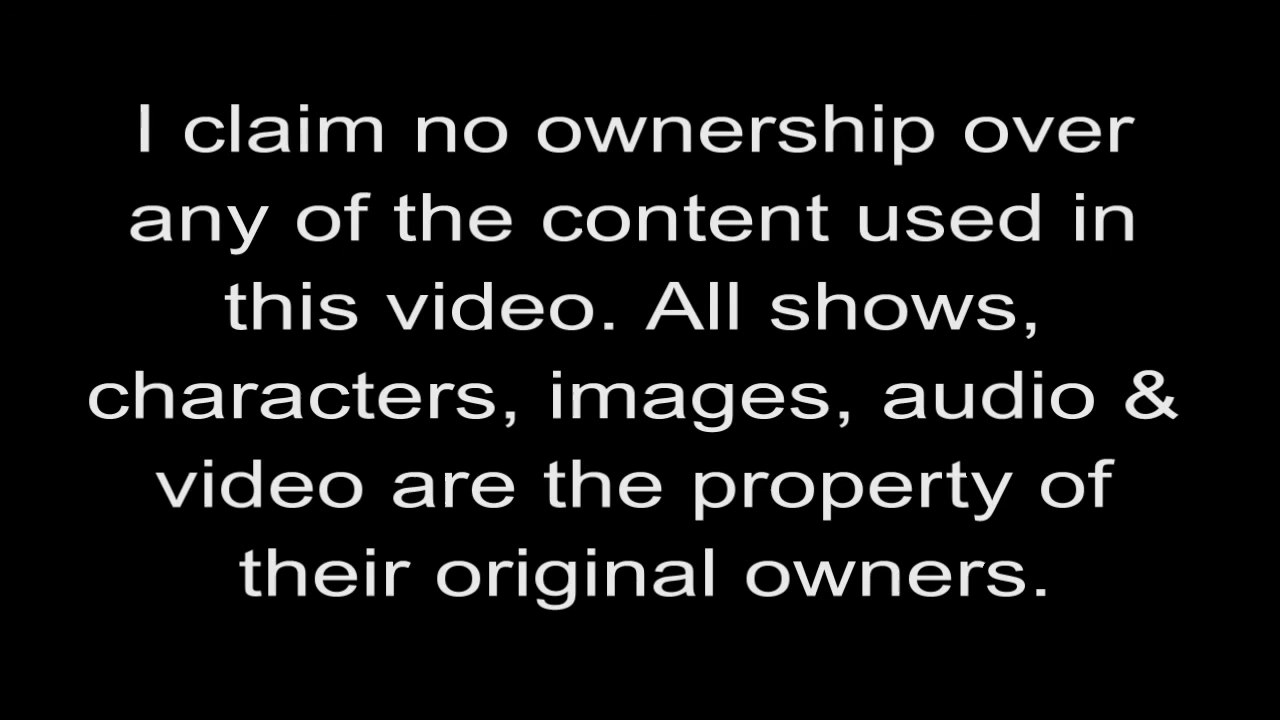 I claim no ownership over
any of the content used in
this video. All shows,
characters, images, audio &
video are the property of
their original owners.